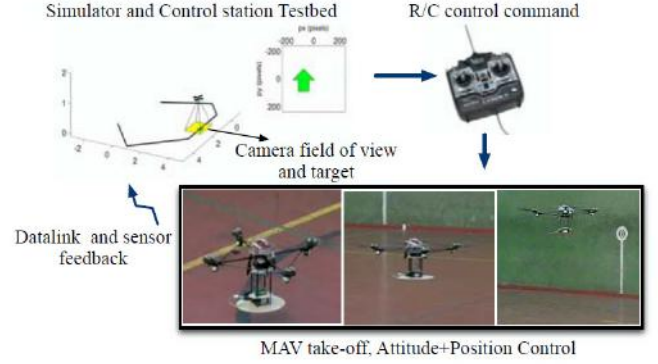 Simulator and Control station Testbed
R/C control command
px (pixels)
-200 0 200
-200
0
200
py (pixels)
2
1
0
-2 0 2 4
4 2 0
Camera field of view
and target
Datalink and sensor
feedback
MAV take-off, Attitude+Position Control